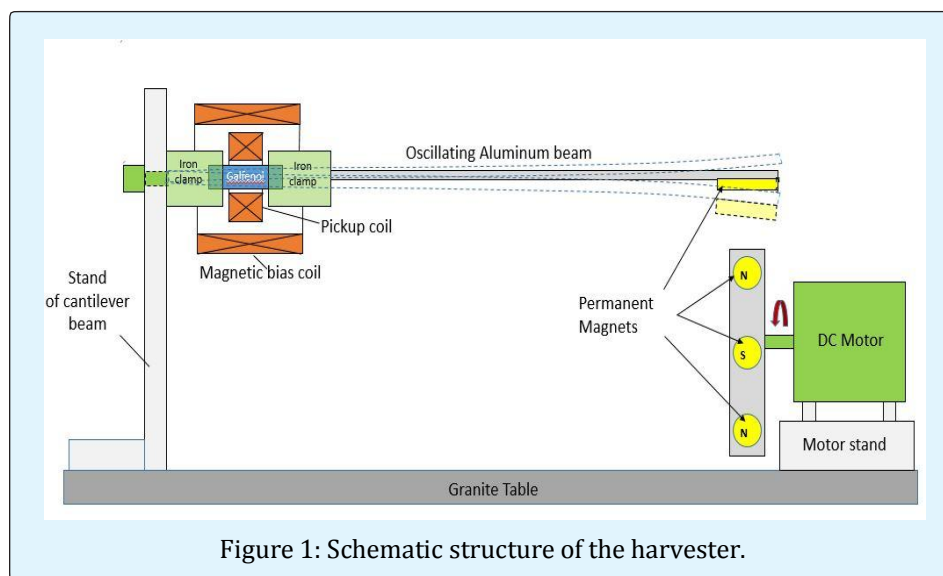 Oscillating Aluminum beam
Iron
clamp
Galfenol
Iron
clamp
Pickup coil
Magnetic bias coil
Stand
of cantilever
beam
Permanent
Magnets
N
S
N
DC Motor
Motor stand
Granite Table
Figure 1: Schematic structure of the harvester.